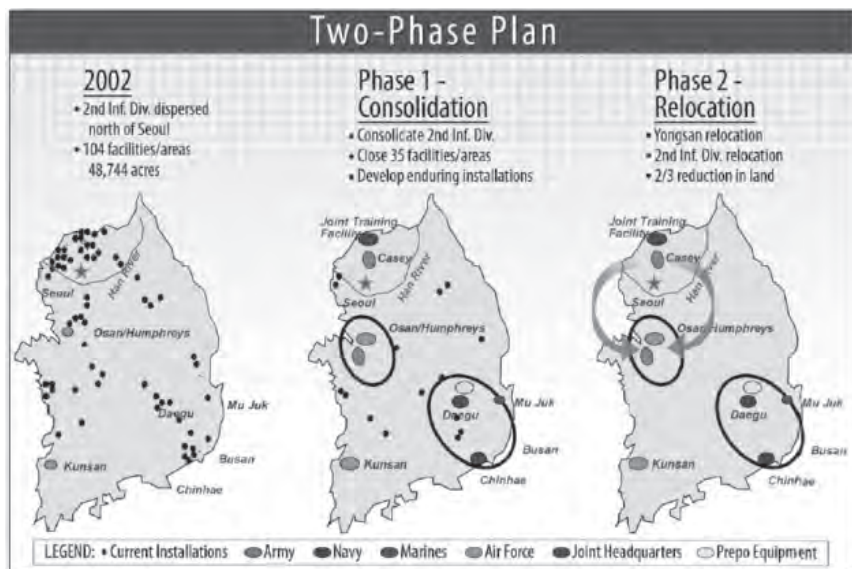 Two-Phase Plan
2002
• 2nd Inf. Div. dispersed
north of Seoul
• 104 facilities/areas
48,744 acres
Phase 1 -
Consolidation
• Consolidate 2nd Inf. Div.
• Close 35 facilities/areas
• Develop enduring installations
Phase 2 -
Relocation
• Yongsan relocation
• 2nd Inf. Div. relocation
• 2/3 reduction in land
Seoul
Han River
Osan/Humphreys
Daegu
Mu Juk
Busan
Kunsan
Chinhae
Joint Training
Facility
Casey
Seoul
Han River
Osan/Humphreys
Daegu
Mu Juk
Busan
Kunsan
Chinhae
Joint Training
Facility
Casey
Seoul
Han River
Osan/Humphreys
Daegu
Mu Juk
Busan
Kunsan
Chinhae
LEGEND: • Current Installations Army Navy Marines Air Force Joint Headquarters Prepo Equipment